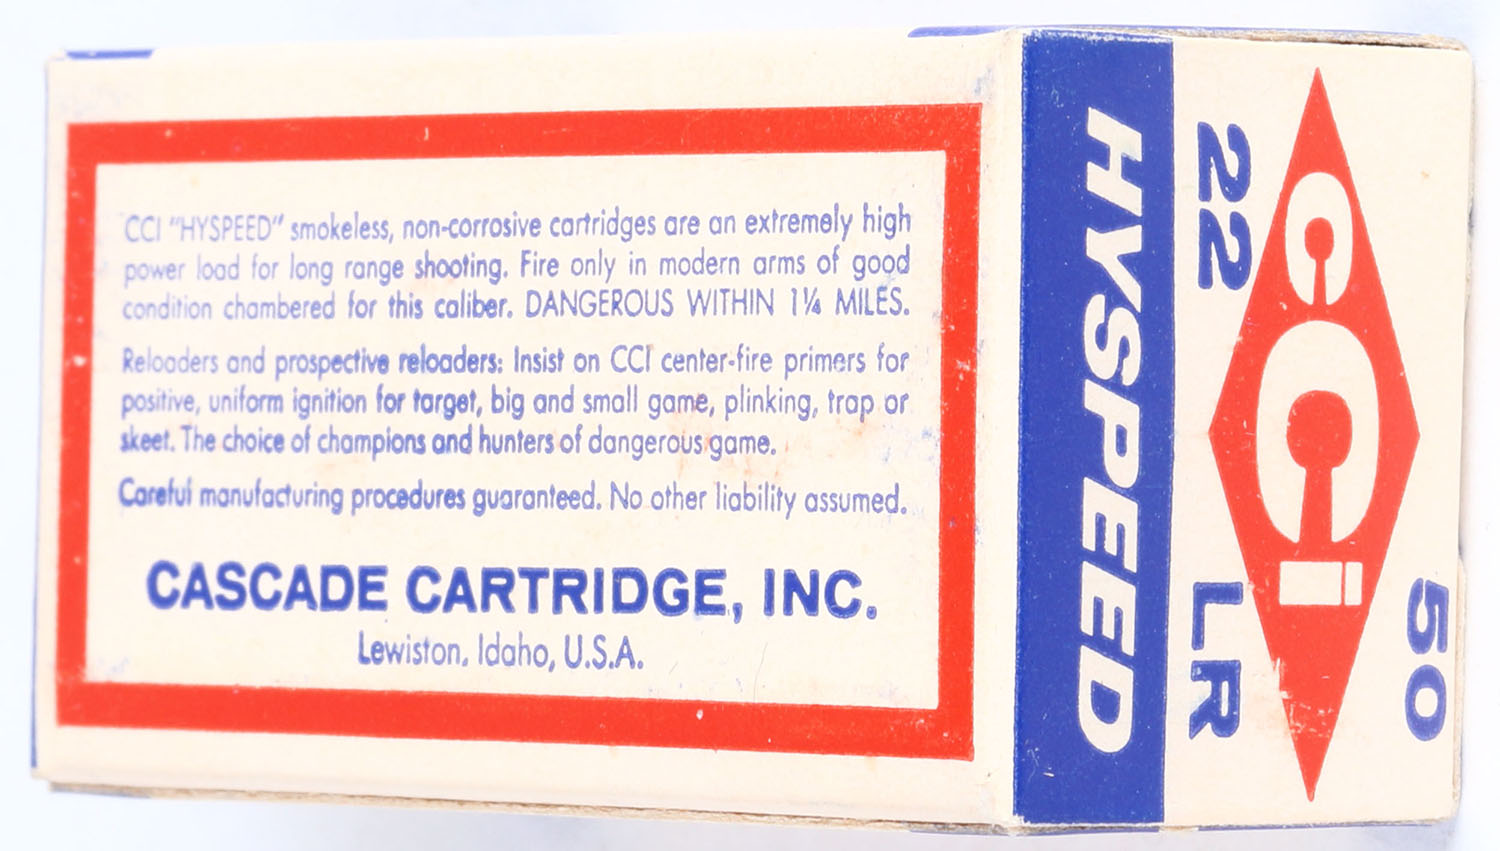 CCI "HYSPEED" smokeless, non-corrosive cartridges are an extremely high
power load for long range shooting. Fire only in modern arms of good
condition chambered for this caliber. DANGEROUS WITHIN 1¼ MILES.
Reloaders and prospective reloaders: Insist on CCI center-fire primers for
positive, uniform ignition for target, big and small game, plinking, trap or
skeet. The choice of champions and hunters of dangerous game.
Careful manufacturing procedures guaranteed. No other liability assumed.
CASCADE CARTRIDGE, INC.
Lewiston, Idaho, U.S.A.
50
CCI
22 LR
HYSPEED